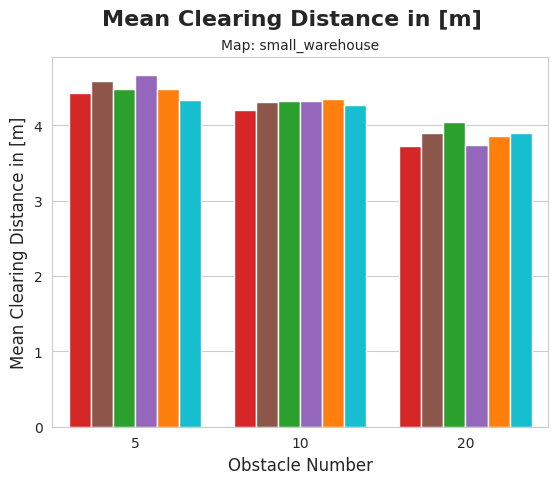 Mean Clearing Distance in [m]
Map: small_warehouse
Mean Clearing Distance in [m]
4
3
2
1
0
5 10 20
Obstacle Number